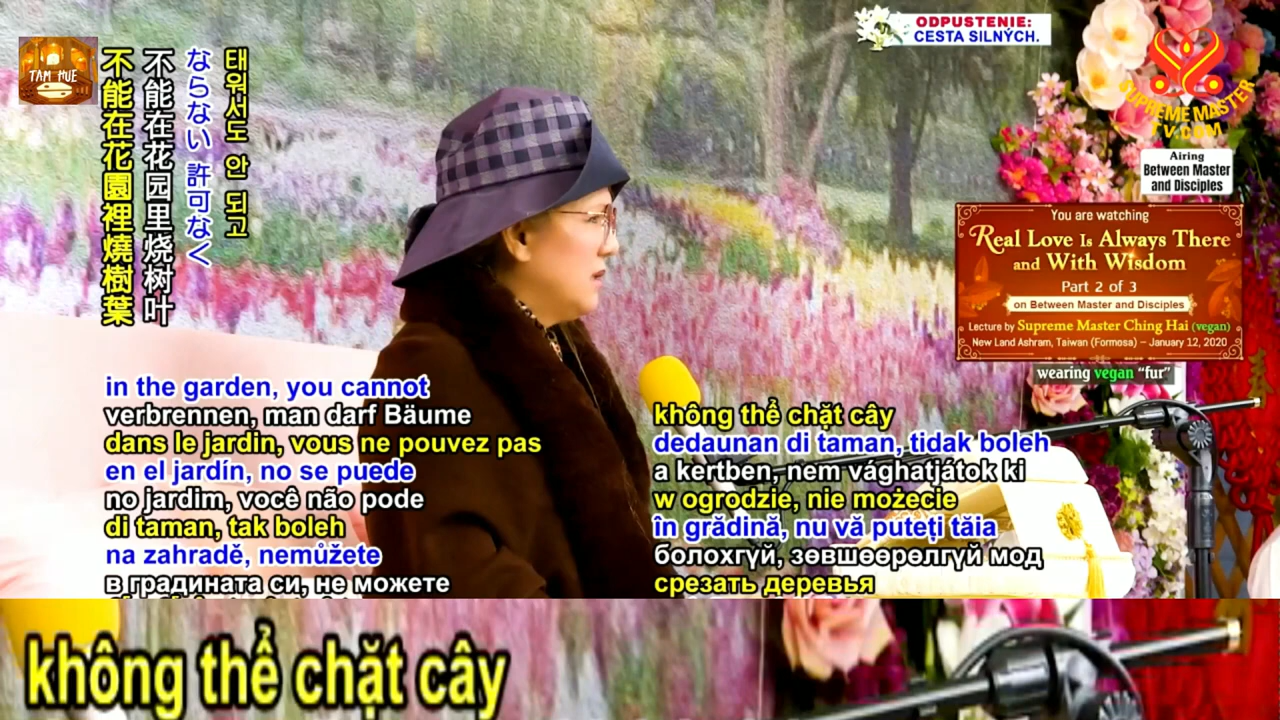 TAM HUE
태워서도 안 되고
ならない 許可なく
不能在花园里烧树叶
不能在花園裡燒樹葉
ODPUSTENIE:
CESTA SILNÝCH.
SUPREME MASTER
TV.COM
Airing
Between Master
and Disciples
You are watching
Real Love Is Always There
and With Wisdom
Part 2 of 3
on Between Master and Disciples
Lecture by Supreme Master Ching Hai (vegan)
New Land Ashram, Taiwan (Formosa) – January 12, 2020
wearing vegan “fur”
in the garden, you cannot
verbrennen, man darf Bäume
dans le jardin, vous ne pouvez pas
en el jardín, no se puede
no jardim, você não pode
di taman, tak boleh
na zahradě, nemůžete
в градината си, не можете
không thể chặt cây
dedaunan di taman, tidak boleh
a kertben, nem vághatjátok ki
w ogrodzie, nie możecie
în grădină, nu vă puteți tăia
болохгүй, зөвшөөрөлгүй мод
срезать деревья
không thể chặt cây